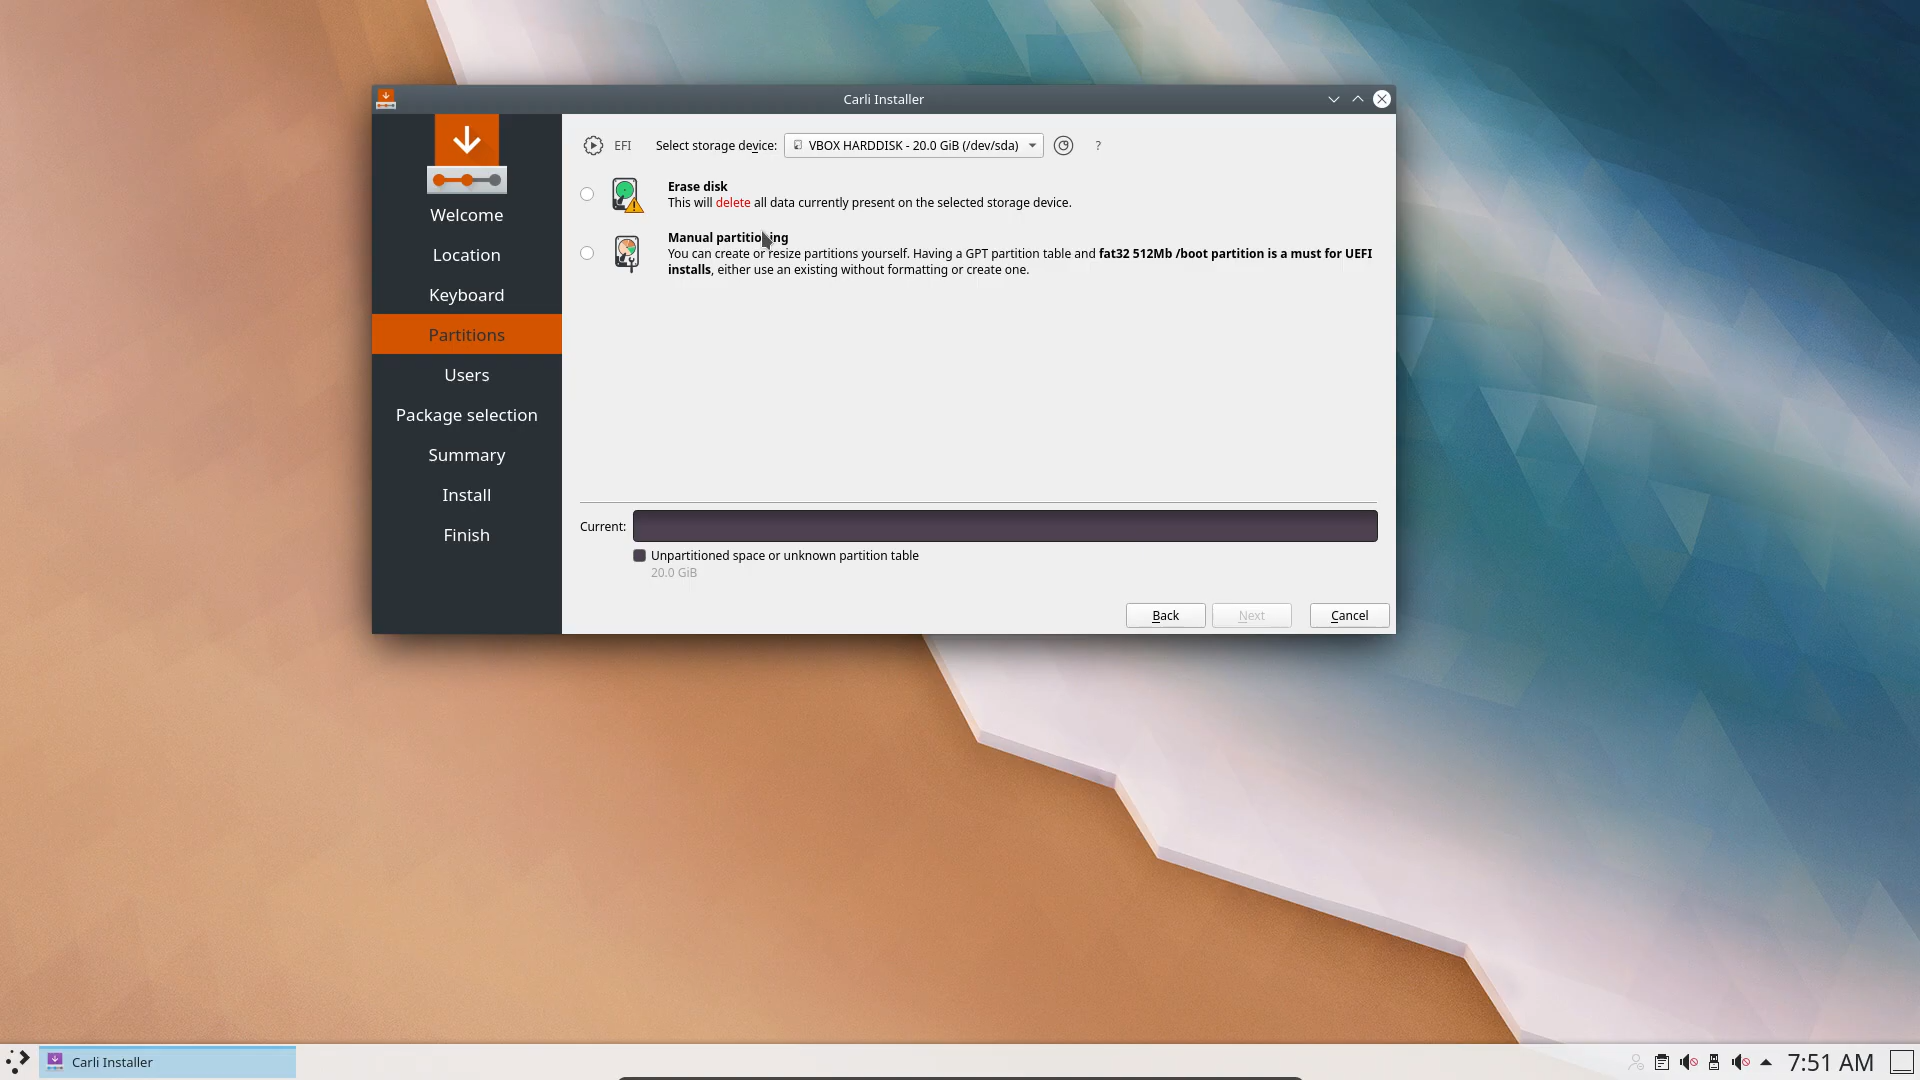 Carli Installer
EFI
Select storage device:
VBOX HARDDISK - 20.0 GiB (/dev/sda)
?
Welcome
Location
Keyboard
Partitions
Users
Package selection
Summary
Install
Finish
Erase disk
This will delete all data currently present on the selected storage device.
Manual partitioning
You can create or resize partitions yourself. Having a GPT partition table and fat32 512Mb /boot partition is a must for UEFI
installs, either use an existing without formatting or create one.
Current:
Unpartitioned space or unknown partition table
20.0 GiB
Back
Next
Cancel
Carli Installer
7:51 AM